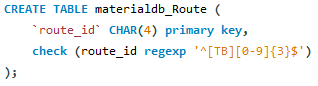 CREATE TABLE materialdb_Route (
`route_id` CHAR(4) primary key,
check (route_id regexp '^[TB][0-9]{3}$')
);